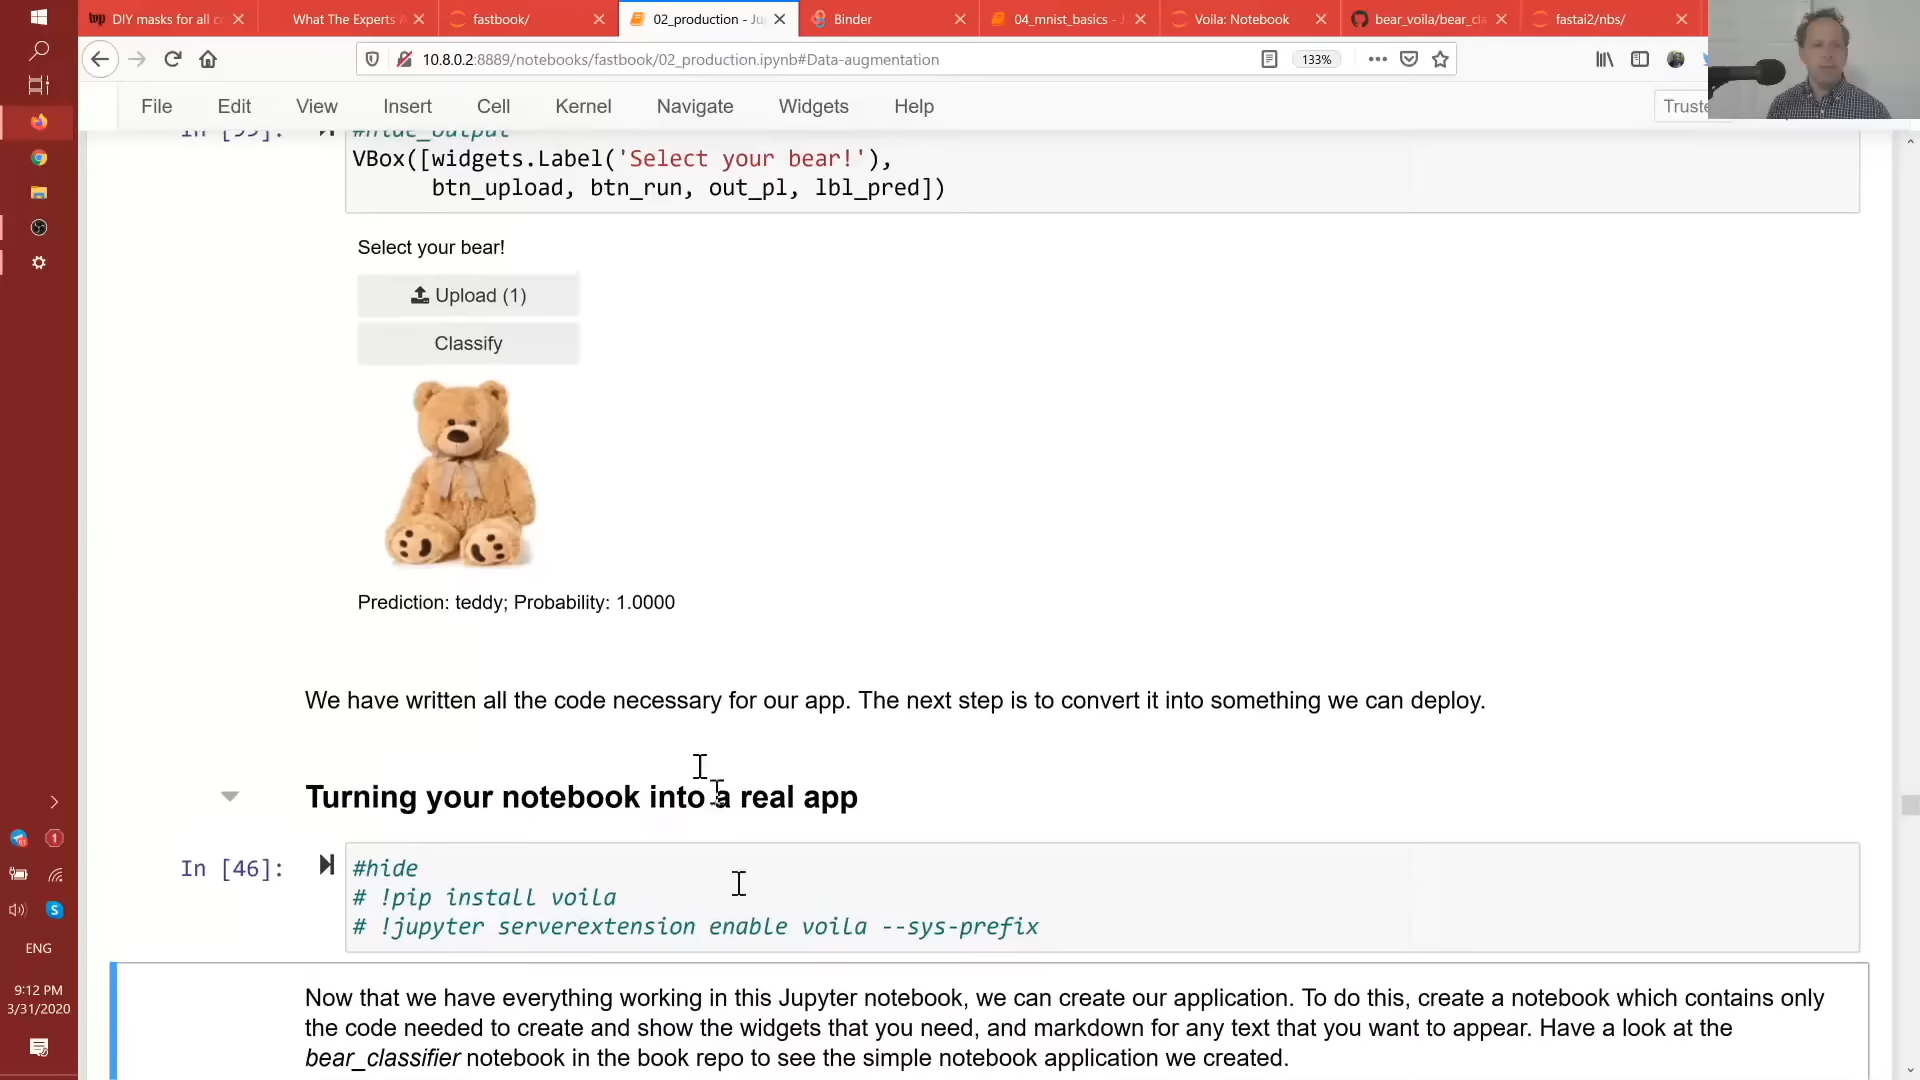 DIY masks for all c
What The Experts A
fastbook/
02_production - Ju
Binder
04_mnist_basics - J
Voila: Notebook
bear_voila/bear_cla
fastai2/nbs/
10.8.0.2:8889/notebooks/fastbook/02_production.ipynb#Data-augmentation
133%
File Edit View Insert Cell Kernel Navigate Widgets Help
Truste
In [99]: #hide_output
VBox([widgets.Label('Select your bear!'),
btn_upload, btn_run, out_pl, lbl_pred])
Select your bear!
Upload (1)
Classify
Prediction: teddy; Probability: 1.0000
We have written all the code necessary for our app. The next step is to convert it into something we can deploy.
Turning your notebook into a real app
In [46]: #hide
# !pip install voila
# !jupyter serverextension enable voila --sys-prefix
Now that we have everything working in this Jupyter notebook, we can create our application. To do this, create a notebook which contains only
the code needed to create and show the widgets that you need, and markdown for any text that you want to appear. Have a look at the
bear_classifier notebook in the book repo to see the simple notebook application we created.
ENG
9:12 PM
3/31/2020